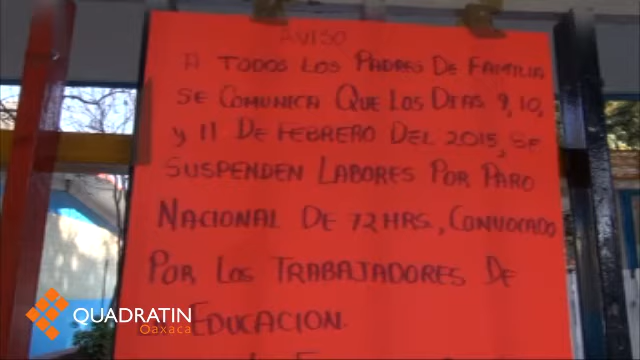 AVISO
A TODOS LOS PADRES DE FAMILIA
SE COMUNICA QUE LOS DIAS 9, 10,
y 11 DE FEBRERO DEL 2015, SE
SUSPENDEN LABORES POR PARO
NACIONAL DE 72 HRS, CONVOCADO
POR LOS TRABAJADORES DE
EDUCACION.
QUADRATIN
Oaxaca